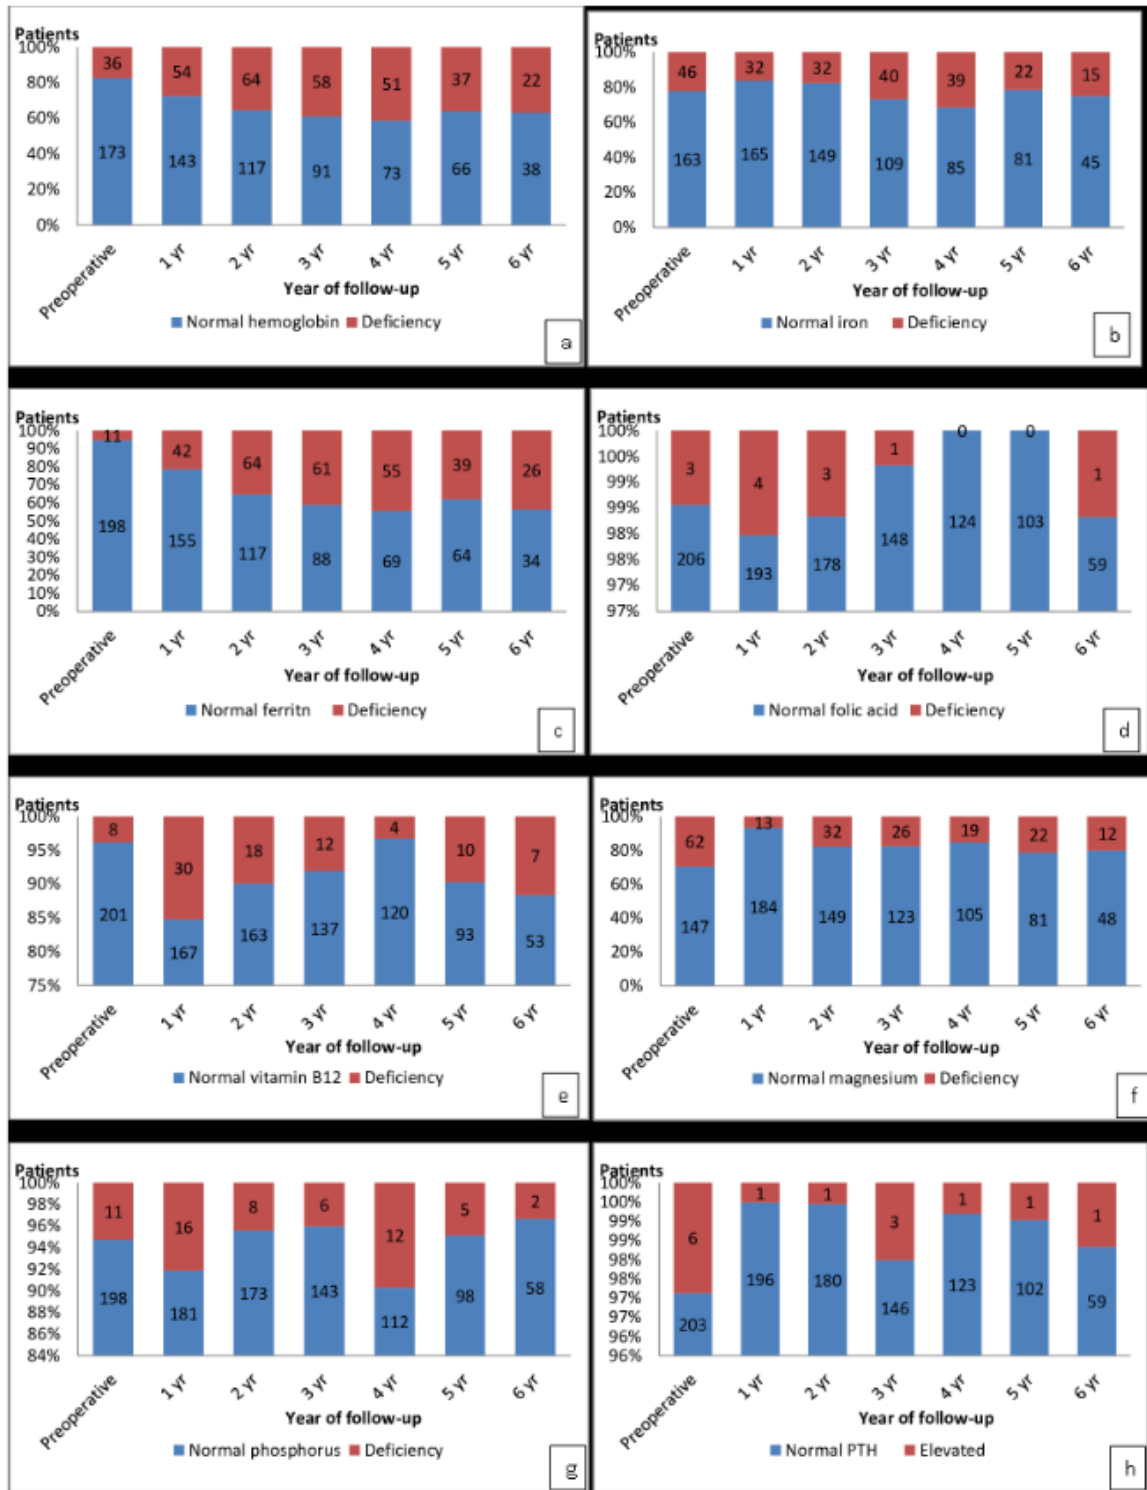 Patients
100%
80%
60%
40%
20%
0%
36 54 64 58 51 37 22
173 143 117 91 73 66 38
Preoperative 1 yr 2 yr 3 yr 4 yr 5 yr 6 yr
Year of follow-up
Normal hemoglobin Deficiency
a
Patients
100%
80%
60%
40%
20%
0%
46 32 32 40 39 22 15
163 165 149 109 85 81 45
Preoperative 1 yr 2 yr 3 yr 4 yr 5 yr 6 yr
Year of follow-up
Normal iron Deficiency
b
Patients
100%
90%
80%
70%
60%
50%
40%
30%
20%
10%
0%
11 42 64 61 55 39 26
198 155 117 88 69 64 34
Preoperative 1 yr 2 yr 3 yr 4 yr 5 yr 6 yr
Year of follow-up
Normal ferritn Deficiency
c
Patients
100%
100%
99%
99%
98%
98%
97%
97%
3 4 3 1 0 0 1
206 193 178 148 124 103 59
Preoperative 1 yr 2 yr 3 yr 4 yr 5 yr 6 yr
Year of follow-up
Normal folic acid Deficiency
d
Patients
100%
95%
90%
85%
80%
75%
8 30 18 12 4 10 7
201 167 163 137 120 93 53
Preoperative 1 yr 2 yr 3 yr 4 yr 5 yr 6 yr
Year of follow-up
Normal vitamin B12 Deficiency
e
Patients
100%
80%
60%
40%
20%
0%
62 13 32 26 19 22 12
147 184 149 123 105 81 48
Preoperative 1 yr 2 yr 3 yr 4 yr 5 yr 6 yr
Year of follow-up
Normal magnesium Deficiency
f
Patients
100%
98%
96%
94%
92%
90%
88%
86%
84%
11 16 8 6 12 5 2
198 181 173 143 112 98 58
Preoperative 1 yr 2 yr 3 yr 4 yr 5 yr 6 yr
Year of follow-up
Normal phosphorus Deficiency
g
Patients
100%
100%
99%
99%
98%
98%
97%
97%
96%
96%
6 1 1 3 1 1 1
203 196 180 146 123 102 59
Preoperative 1 yr 2 yr 3 yr 4 yr 5 yr 6 yr
Year of follow-up
Normal PTH Elevated
h